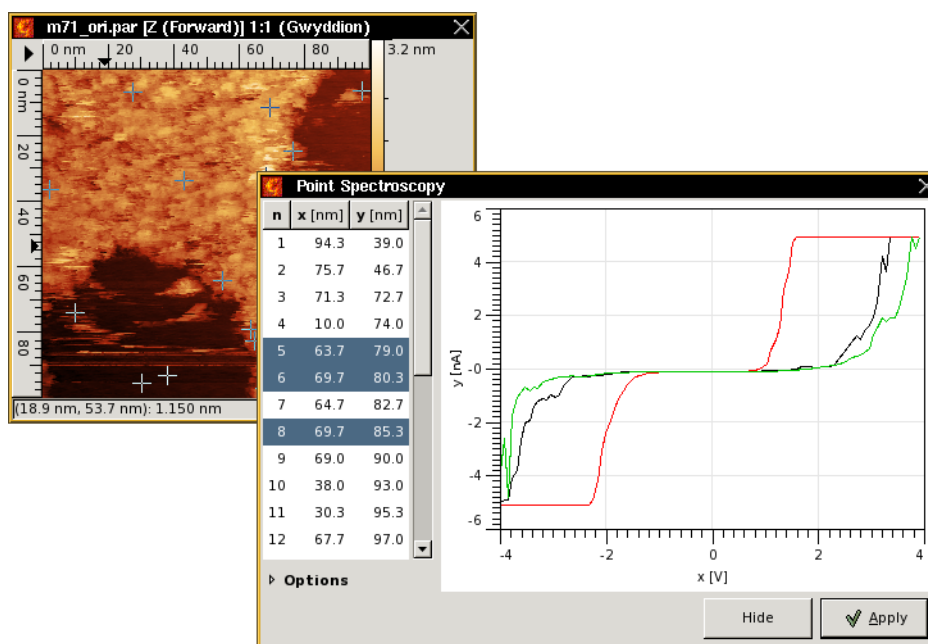 m71_ori.par [Z (Forward)] 1:1 (Gwyddion)
0 nm 20 40 60 80
3.2 nm
0 nm
20
40
60
80
(18.9 nm, 53.7 nm): 1.150 nm
Point Spectroscopy
n x [nm] y [nm]
1 94.3 39.0
2 75.7 46.7
3 71.3 72.7
4 10.0 74.0
5 63.7 79.0
6 69.7 80.3
7 64.7 82.7
8 69.7 85.3
9 69.0 90.0
10 38.0 93.0
11 30.3 95.3
12 67.7 97.0
Options
y [nA]
6
4
2
-0
-2
-4
-6
-4 -2 0 2 4
x [V]
Hide Apply